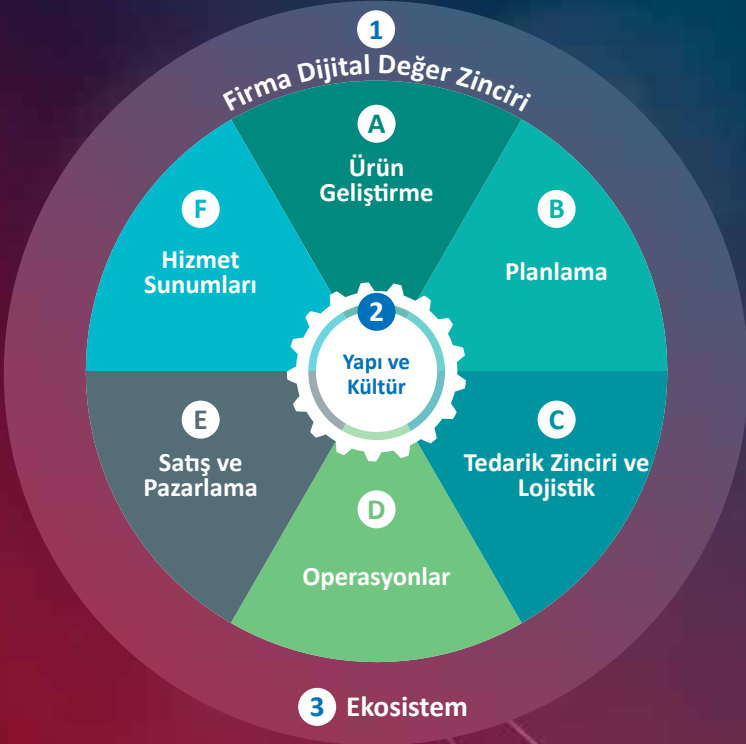 1
Firma Dijital Değer Zinciri
A
Ürün
Geliştirme
B
Planlama
C
Tedarik Zinciri ve
Lojistik
D
Operasyonlar
E
Satış ve
Pazarlama
F
Hizmet
Sunumları
2
Yapı ve
Kültür
3 Ekosistem